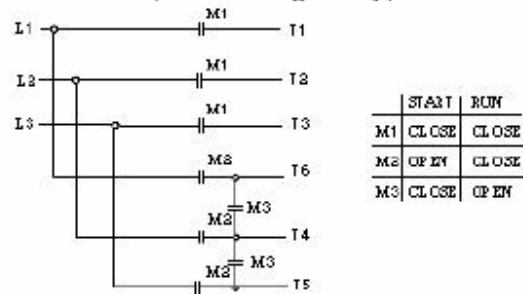 M1
L1 T1
M1
L2 T2
M1
L3 T3
M2 T6
M3
M2 T4
M3
M2 T5
START RUN
M1 CLOSE CLOSE
M2 OPEN CLOSE
M3 CLOSE OPEN